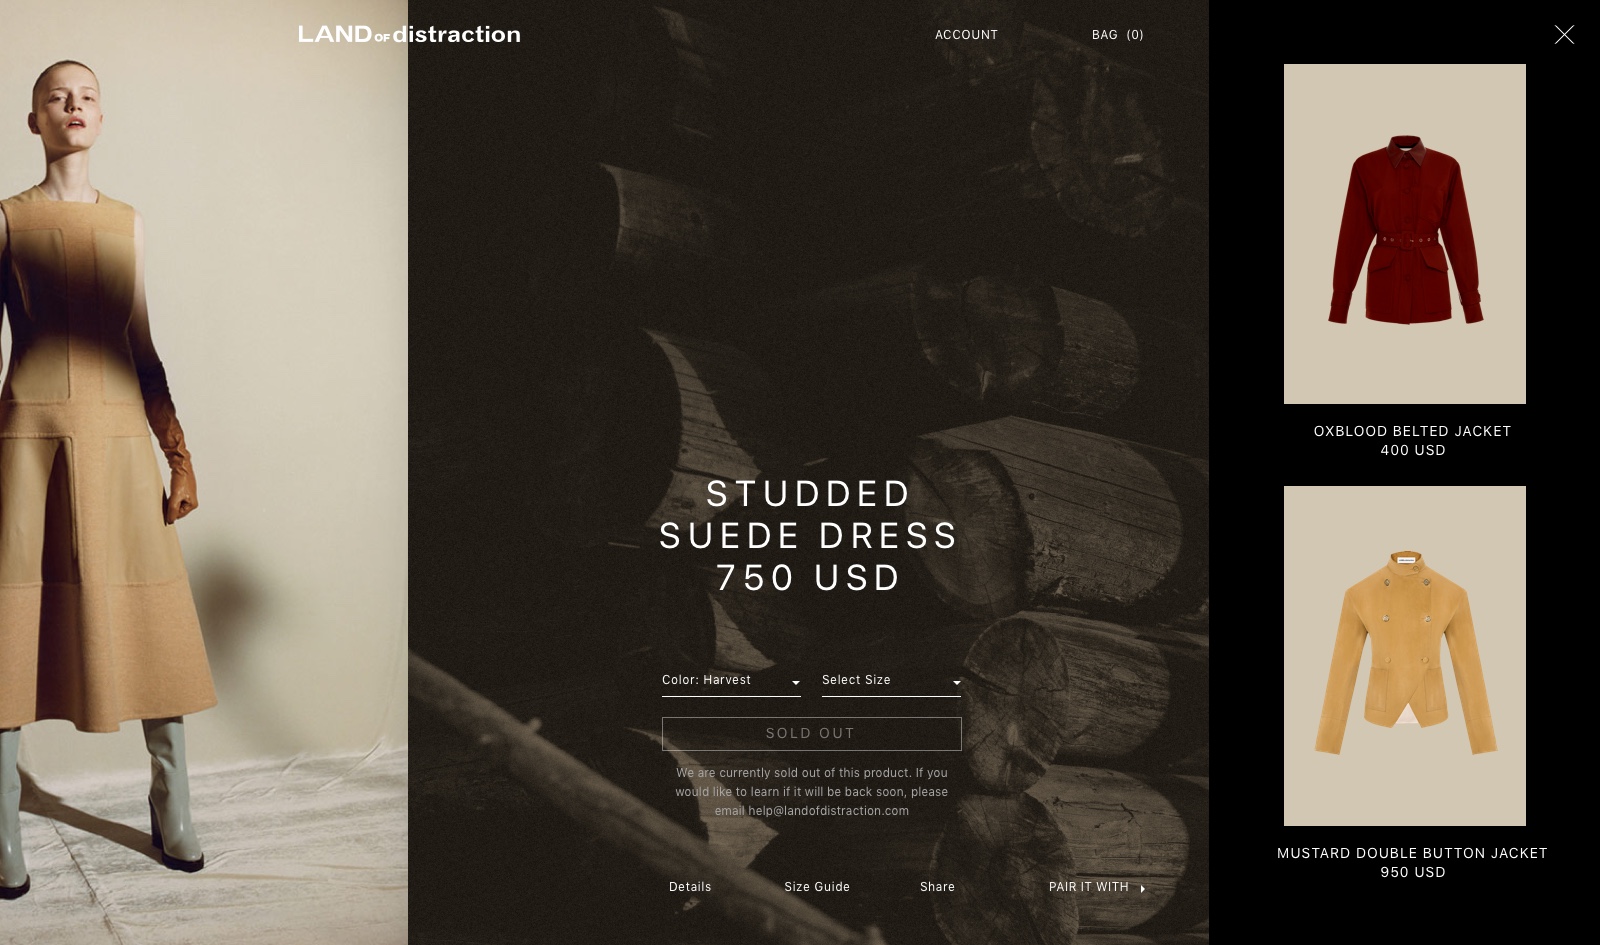 LAND OF distraction
ACCOUNT
BAG (0)
STUDDED
SUEDE DRESS
750 USD
Color: Harvest
Select Size
SOLD OUT
We are currently sold out of this product. If you
would like to learn if it will be back soon, please
email help@landofdistraction.com
Details
Size Guide
Share
PAIR IT WITH
OXBLOOD BELTED JACKET
400 USD
MUSTARD DOUBLE BUTTON JACKET
950 USD